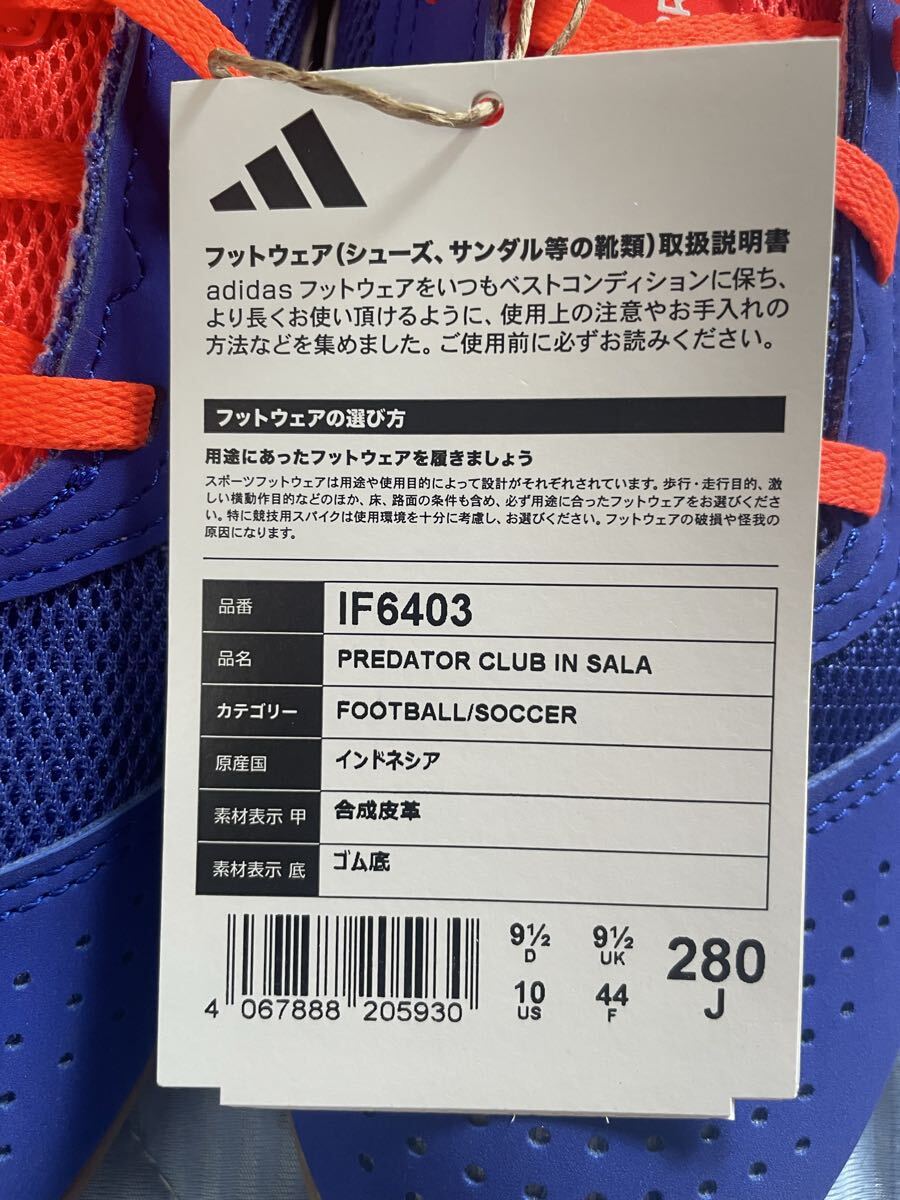 フットウェア(シューズ、サンダル等の靴類)取扱説明書
adidas フットウェアをいつもベストコンディションに保ち、
より長くお使い頂けるように、使用上の注意やお手入れの
方法などを集めました。ご使用前に必ずお読みください。
フットウェアの選び方
用途にあったフットウェアを履きましょう
スポーツフットウェアは用途や使用目的によって設計がそれぞれされています。歩行・走行目的、激
しい横動作目的などのほか、床、路面の条件も含め、必ず用途に合ったフットウェアをお選びくださ
い。特に競技用スパイクは使用環境を十分に考慮し、お選びください。フットウェアの破損や怪我の
原因になります。
品番 IF6403
品名 PREDATOR CLUB IN SALA
カテゴリー FOOTBALL/SOCCER
原産国 インドネシア
素材表示 甲 合成皮革
素材表示 底 ゴム底
9½ 9½ 280
D UK J
10 44
US F
4 067888 205930